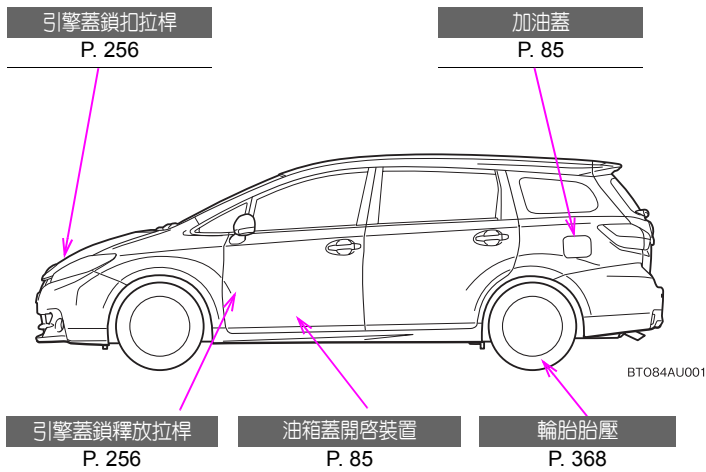 引擎蓋鎖扣拉桿
P. 256
加油蓋
P. 85
BTO84AU001
引擎蓋鎖釋放拉桿
P. 256
油箱蓋開啓裝置
P. 85
輪胎胎壓
P. 368